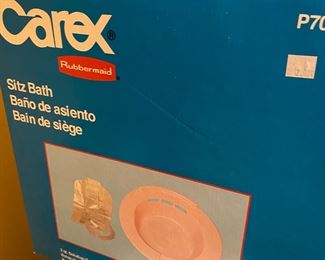 Carex®
P70
Rubbermaid
Sitz Bath
Baño de asiento
Bain de siège